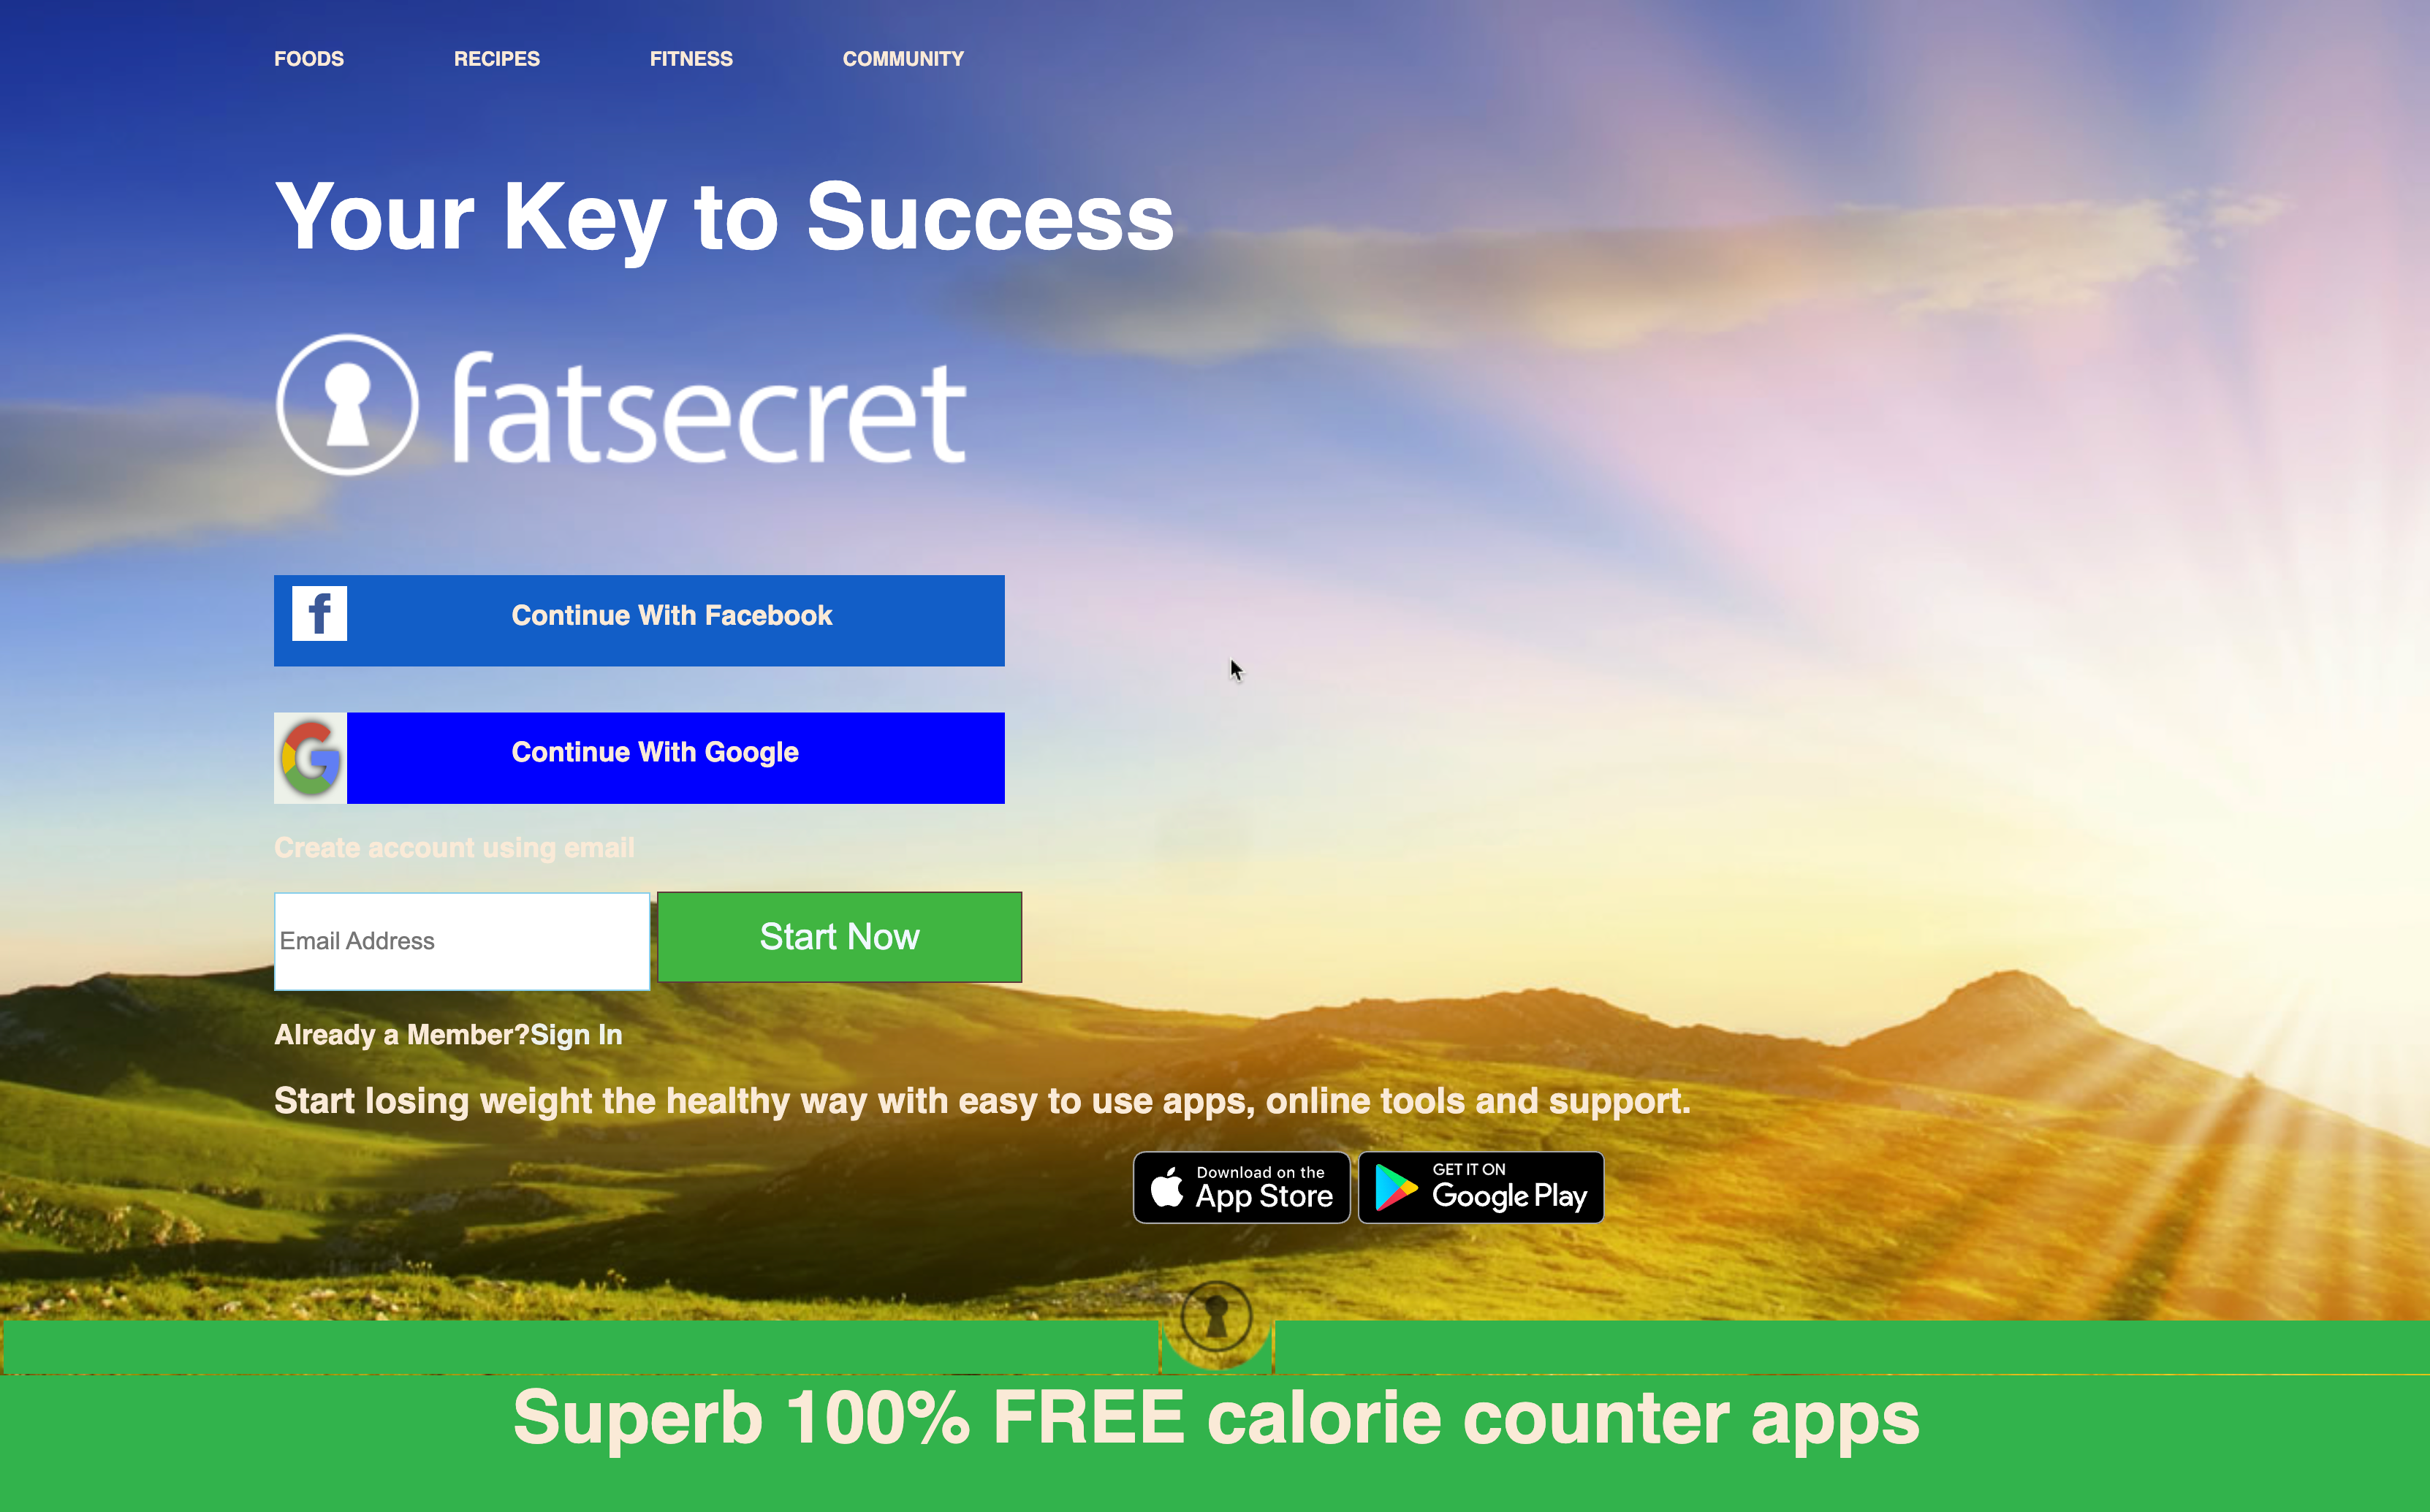 FOODS RECIPES FITNESS COMMUNITY
Your Key to Success
fatsecret
f
Continue With Facebook
G
Continue With Google
Create account using email
Email Address
Start Now
Already a Member?Sign In
Start losing weight the healthy way with easy to use apps, online tools and support.
Download on the
App Store
GET IT ON
Google Play
Superb 100% FREE calorie counter apps